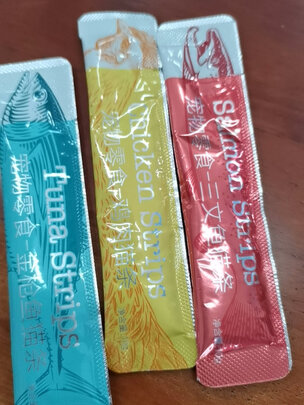 Tuna Strips
宠物零食·金枪鱼猫条
Chicken Strips
宠物零食·鸡肉猫条
Salmon Strips
宠物零食·三文鱼猫条